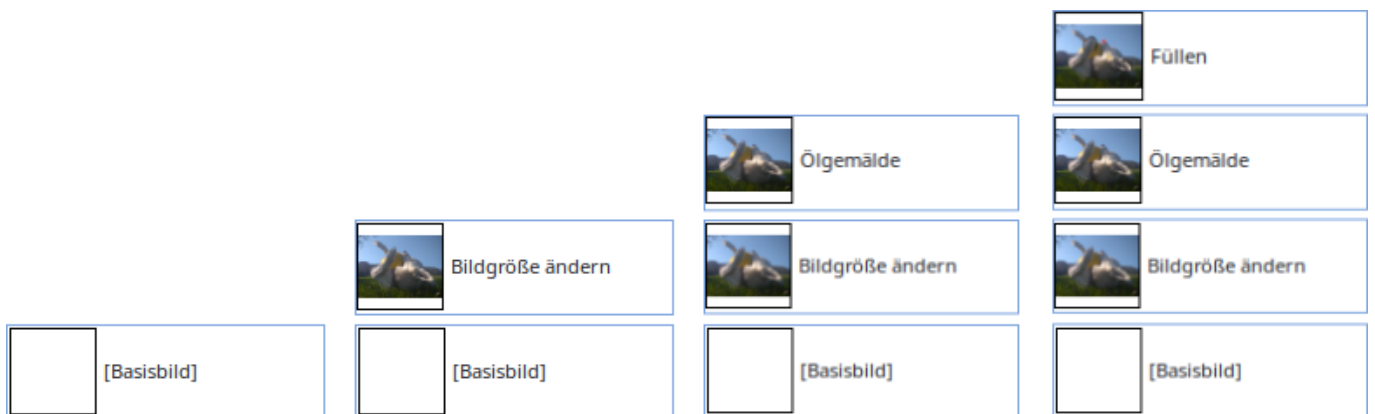 Füllen
Ölgemälde
Ölgemälde
Bildgröße ändern
Bildgröße ändern
Bildgröße ändern
[Basisbild]
[Basisbild]
[Basisbild]
[Basisbild]